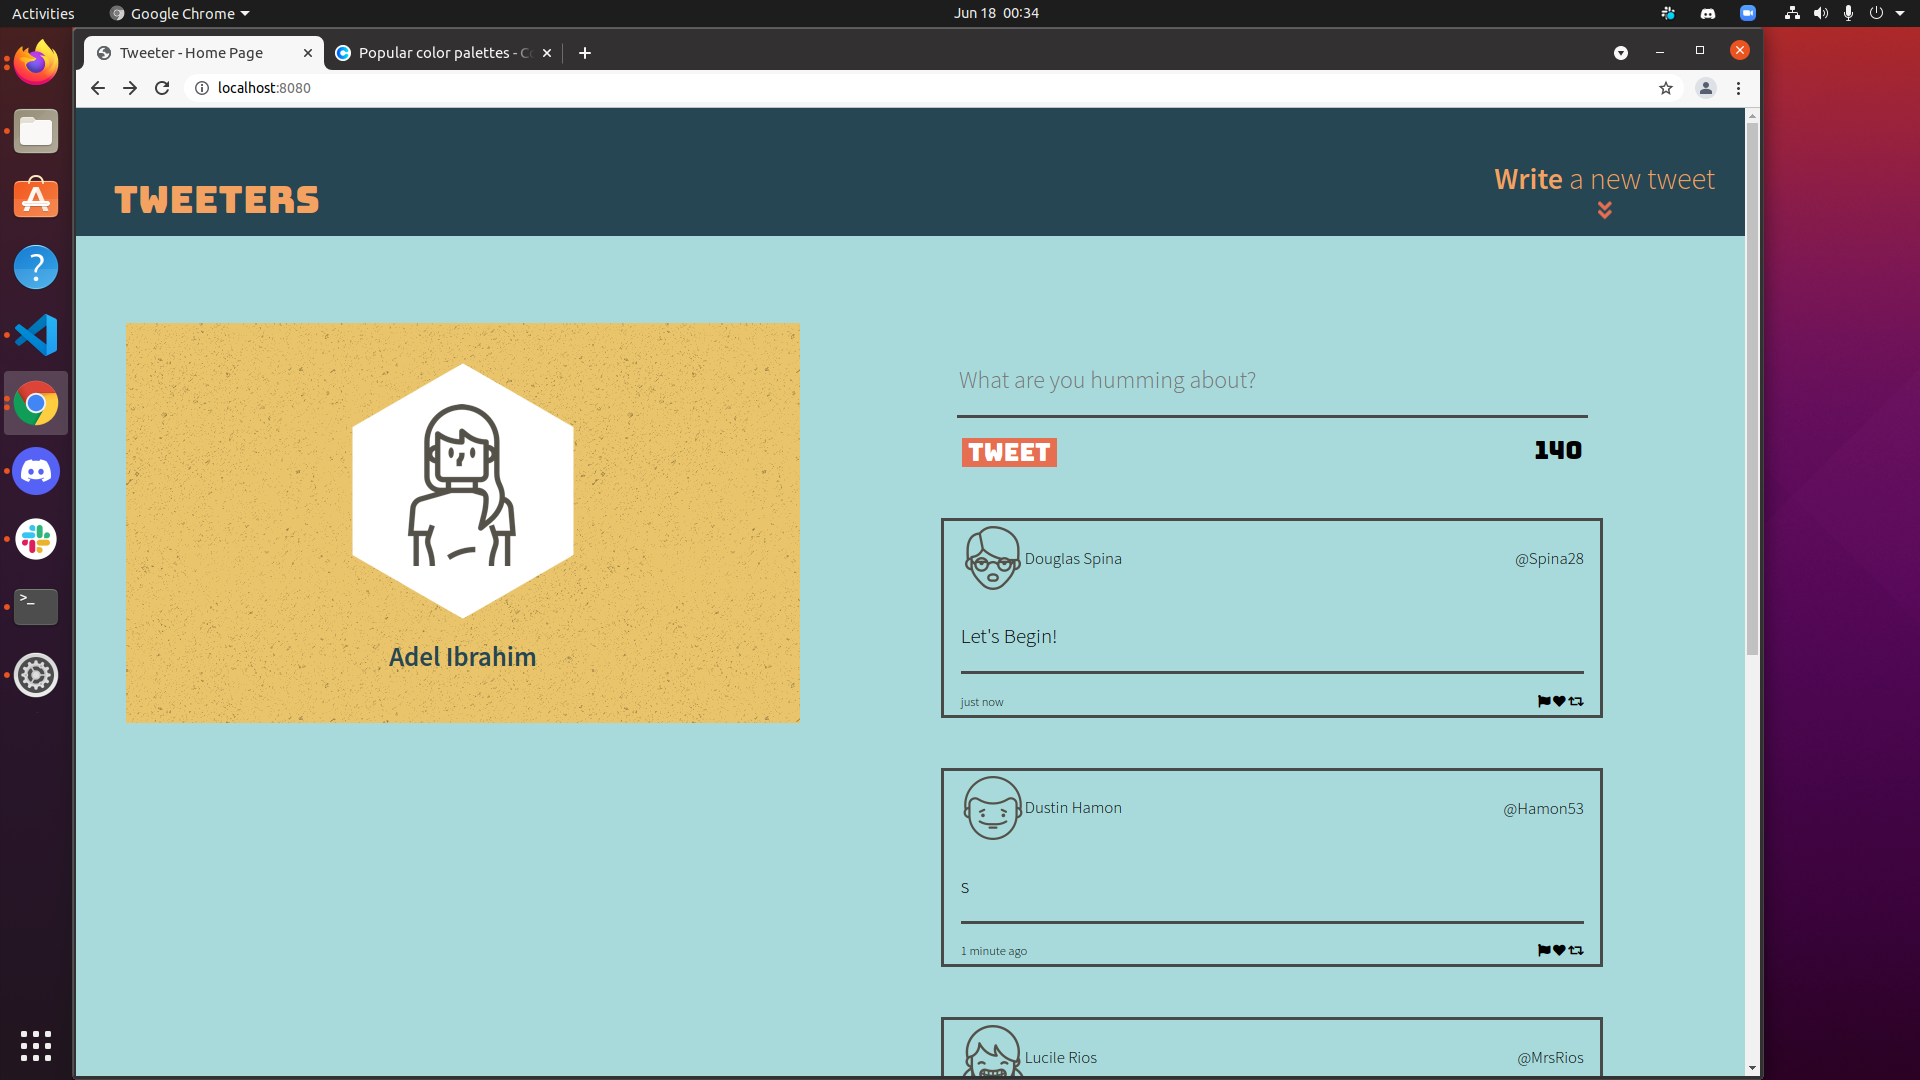 Activities
Google Chrome
Jun 18 00:34
Tweeter - Home Page
Popular color palettes - C
localhost:8080
TWEETERS
Write a new tweet
What are you humming about?
TWEET
140
Adel Ibrahim
Douglas Spina
@Spina28
Let's Begin!
just now
Dustin Hamon
@Hamon53
s
1 minute ago
Lucile Rios
@MrsRios